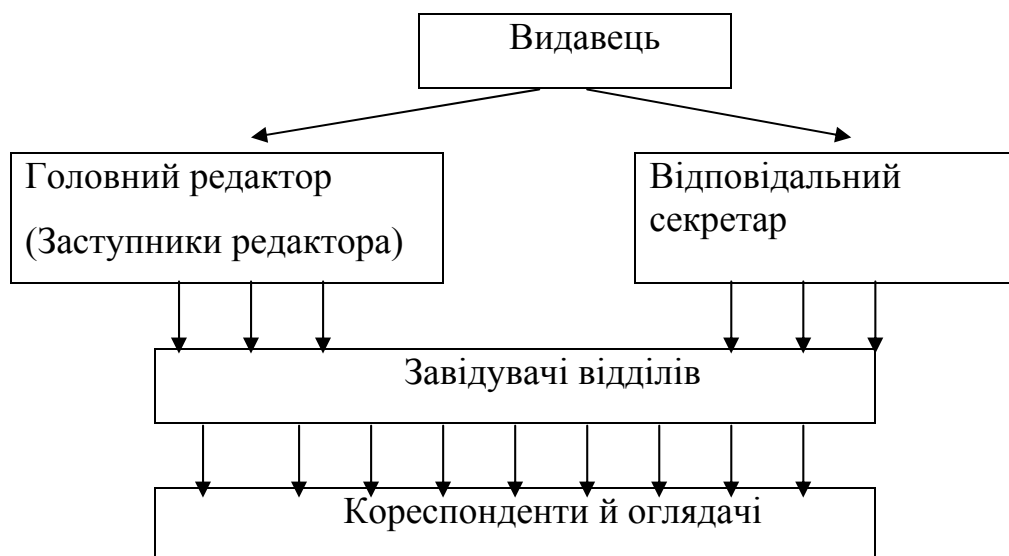 Видавець
Головний редактор
(Заступники редактора)
Відповідальний
секретар
Завідувачі відділів
Кореспонденти й оглядачі